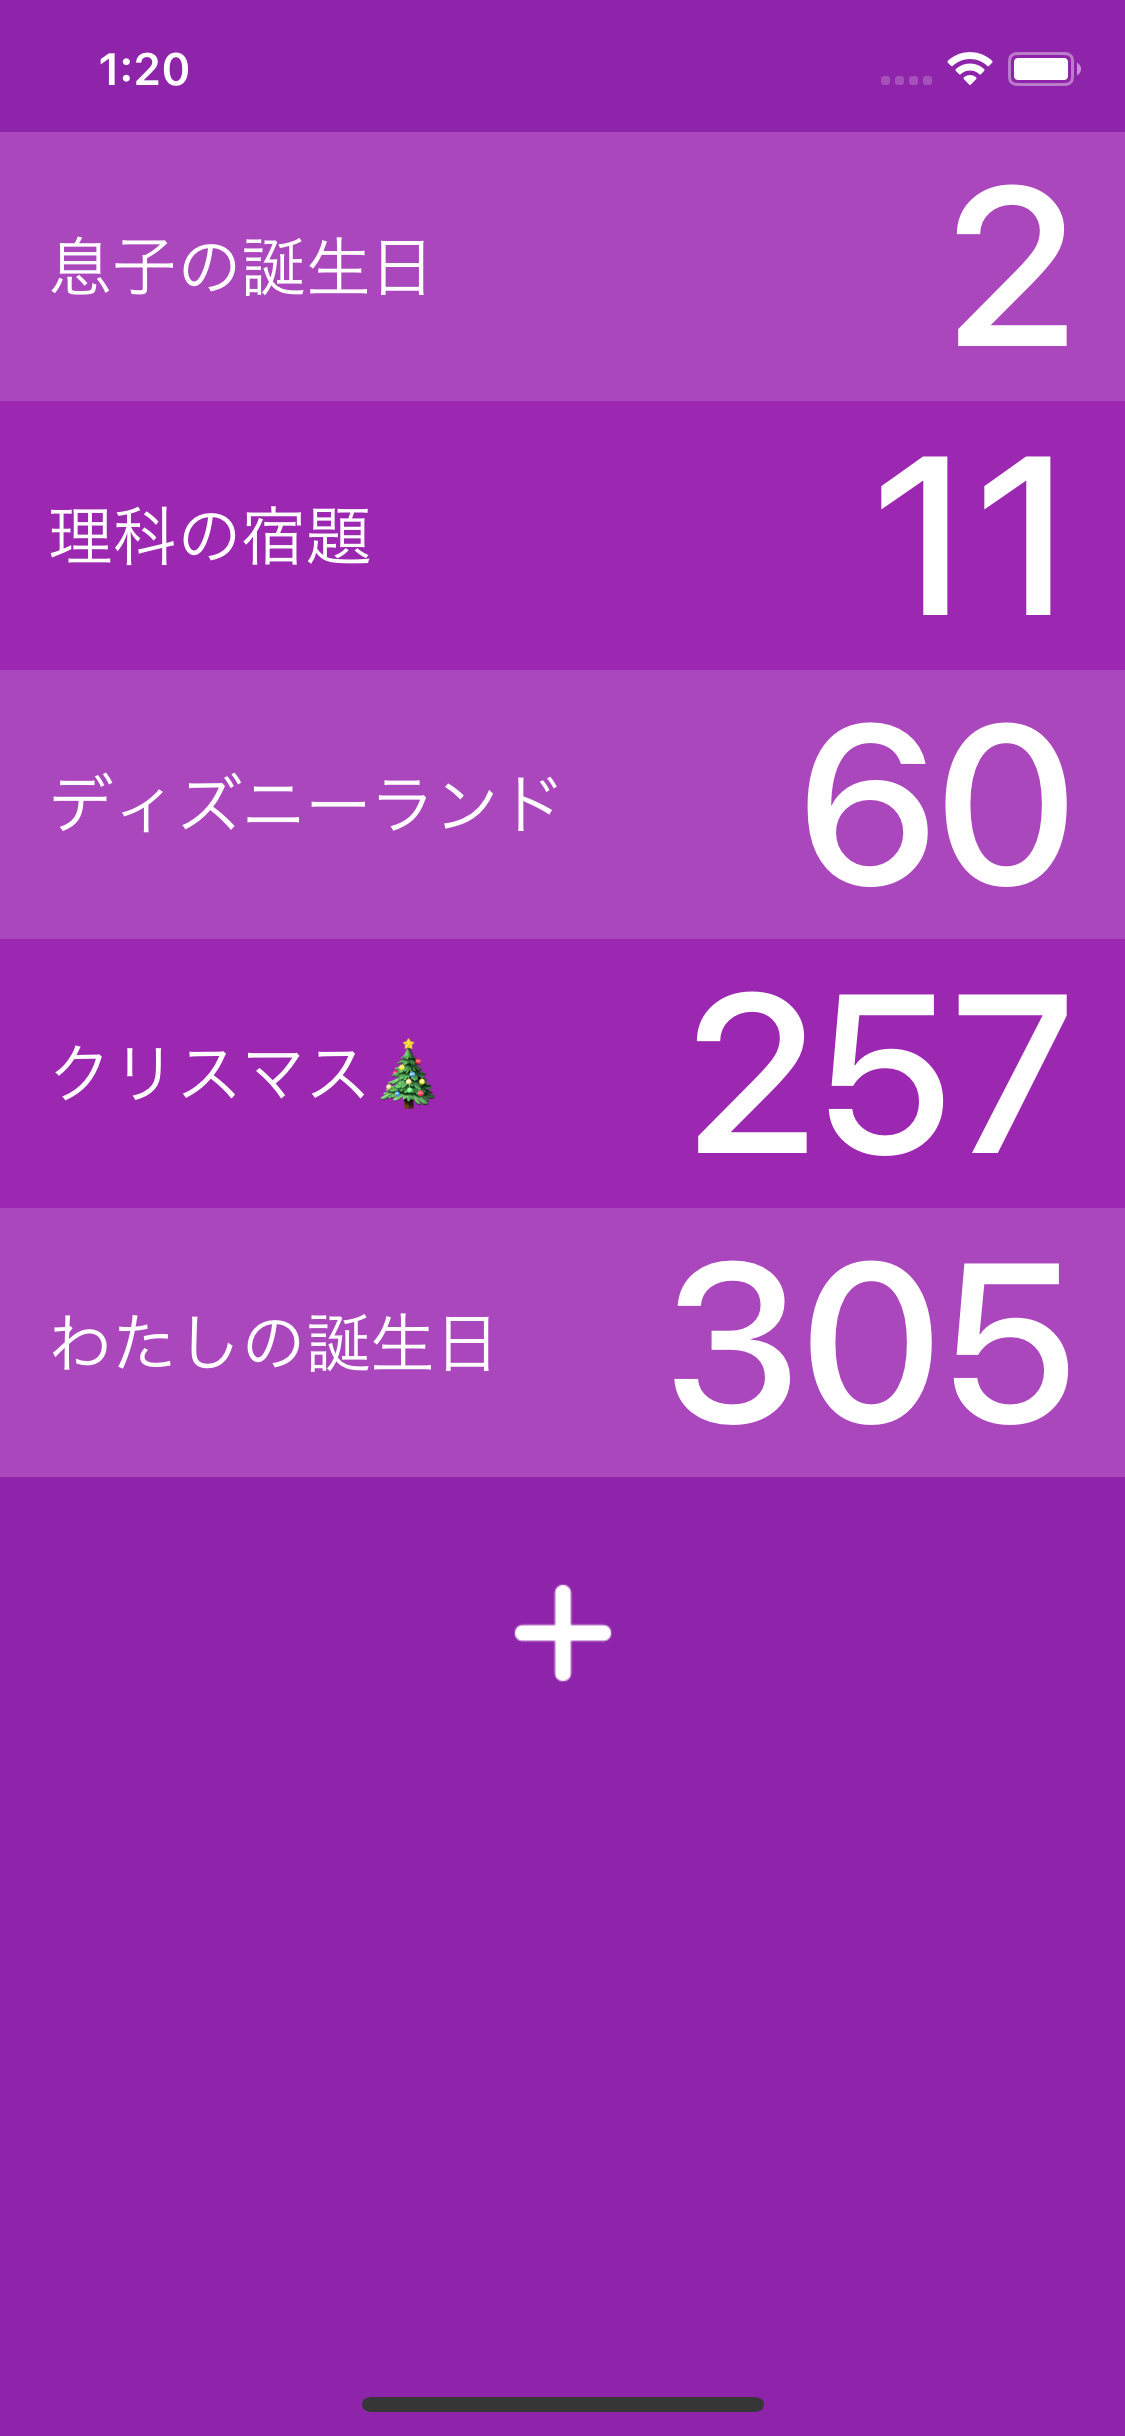 1:20
息子の誕生日 2
理科の宿題 11
ディズニーランド 60
クリスマス🎄 257
わたしの誕生日 305